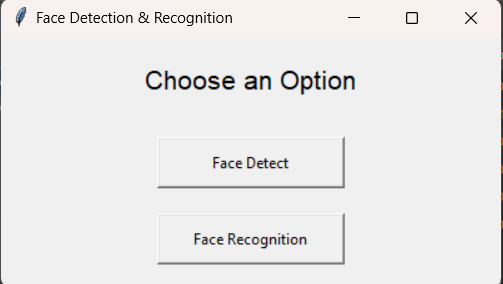 Face Detection & Recognition
Choose an Option
Face Detect
Face Recognition